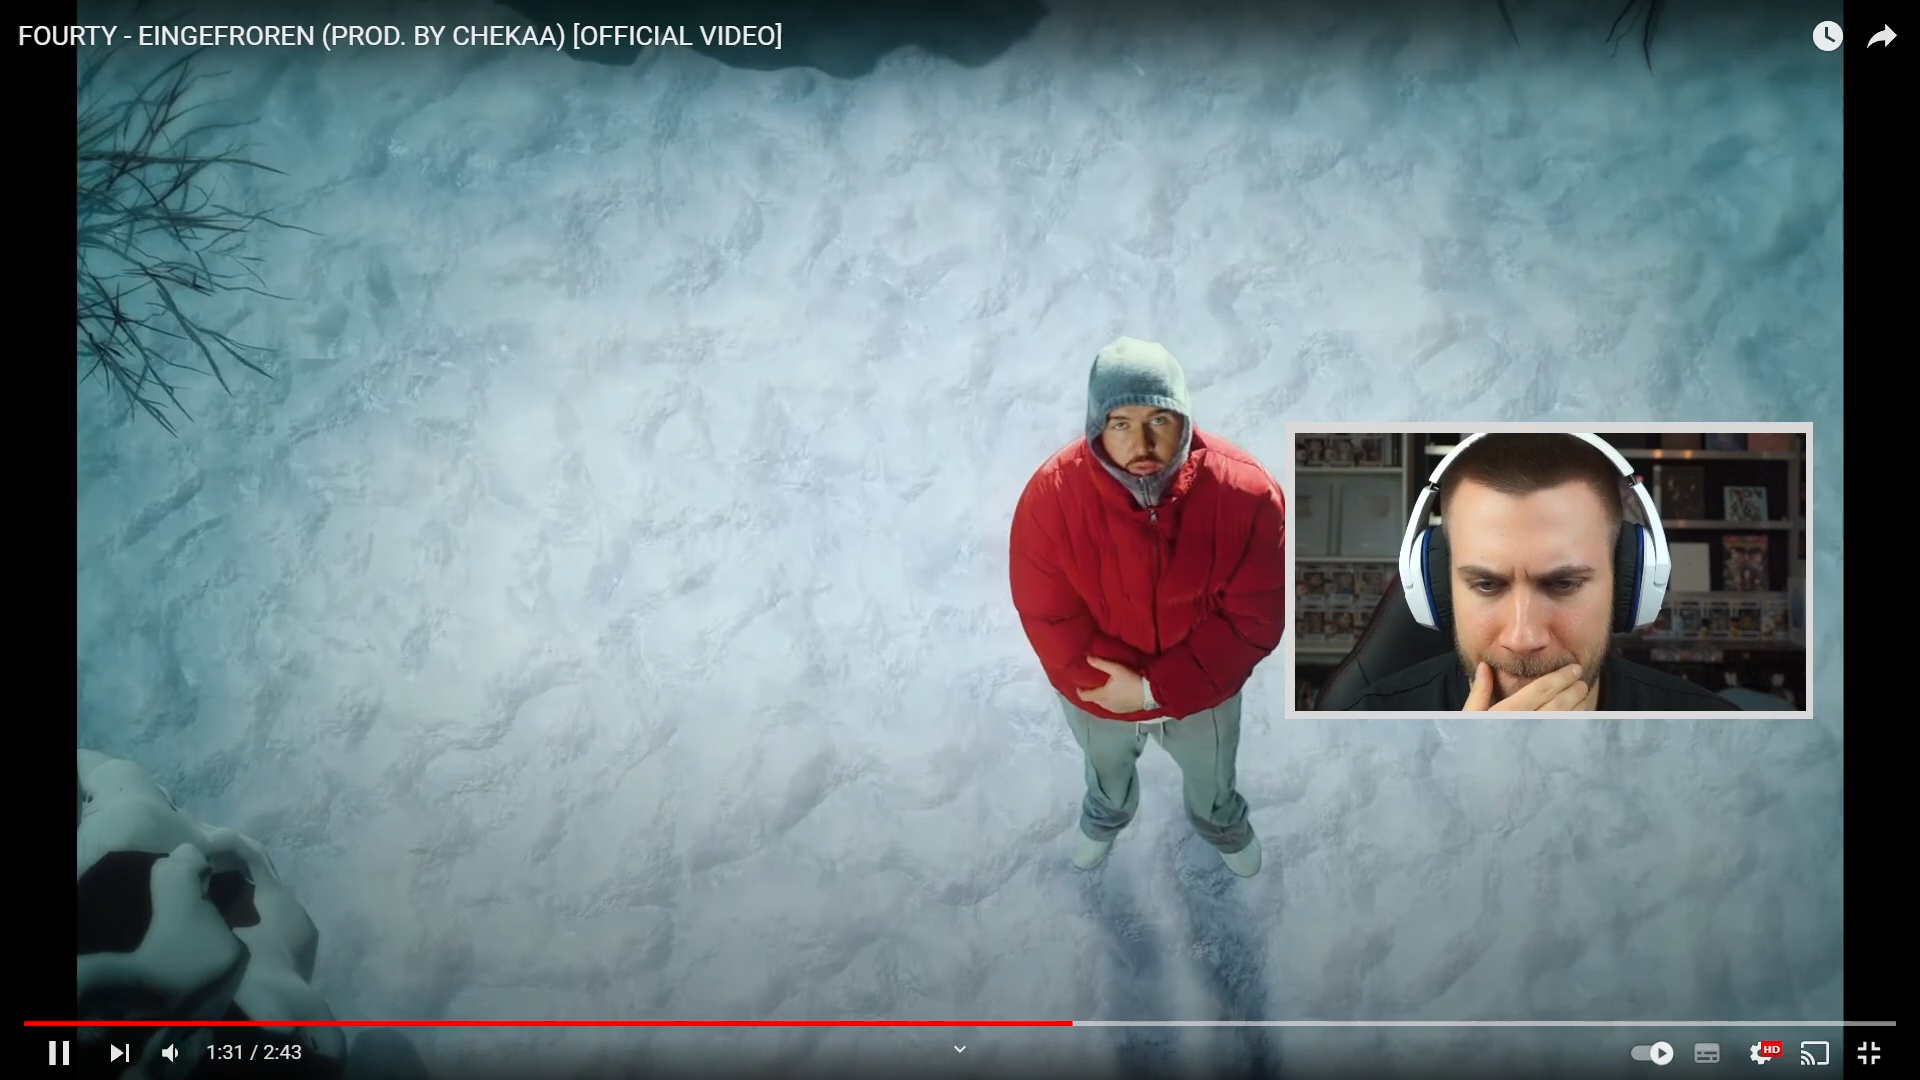 FOURTY - EINGEFROREN (PROD. BY CHEKAA) [OFFICIAL VIDEO]
1:31 / 2:43
HD